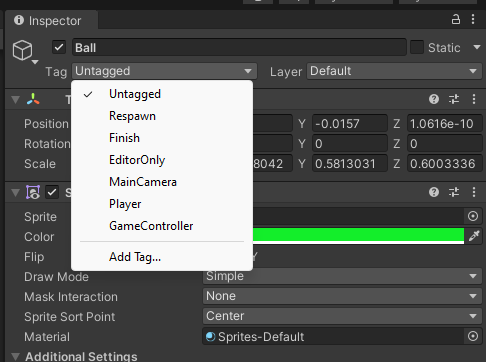 Inspector
Ball
Static
Tag Untagged Layer Default
Untagged
Respawn
Finish
EditorOnly
MainCamera
Player
GameController
Add Tag...
Position Y -0.0157 Z 1.0616e-10
Rotation Y 0 Z 0
Scale 8042 Y 0.5813031 Z 0.6003336
Sprite
Color
Flip Y
Draw Mode Simple
Mask Interaction None
Sprite Sort Point Center
Material Sprites-Default
Additional Settings